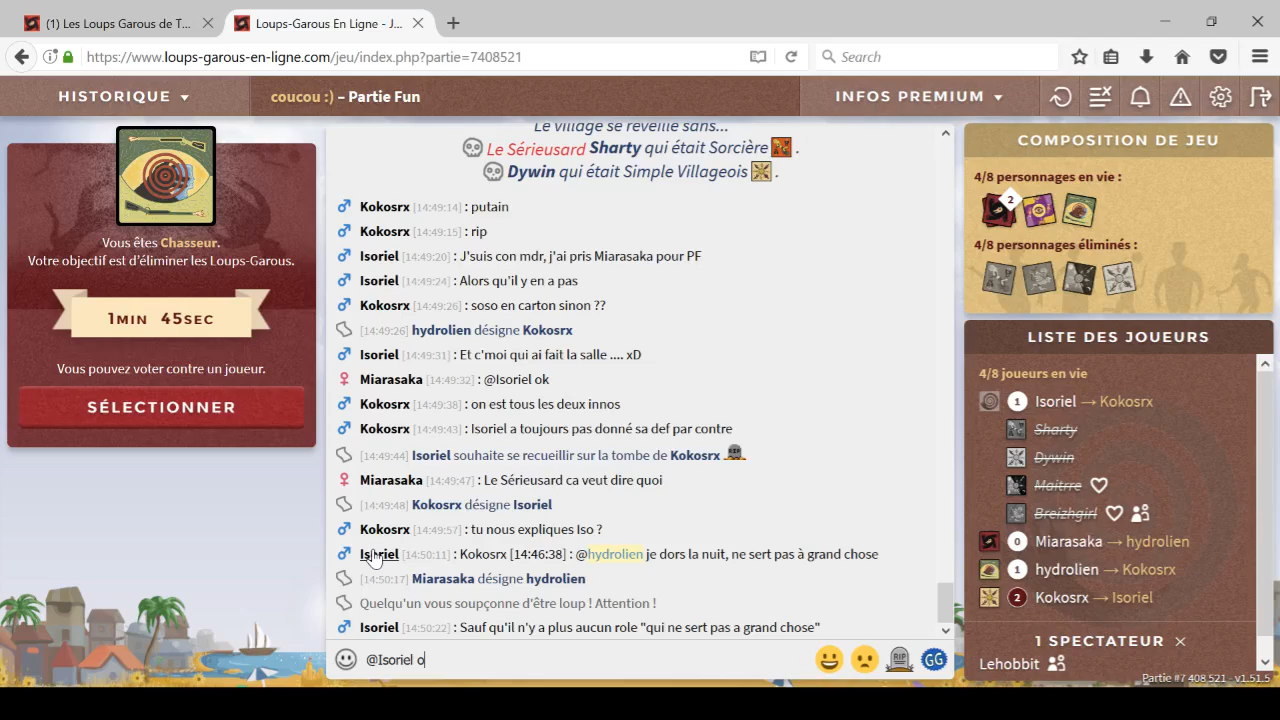 (1) Les Loups Garous de T...
Loups-Garous En Ligne - J...
https://www.loups-garous-en-ligne.com/jeu/index.php?partie=7408521
Search
HISTORIQUE
coucou :) – Partie Fun
INFOS PREMIUM
Vous êtes Chasseur.
Votre objectif est d'éliminer les Loups-Garous.
1MIN 45SEC
Vous pouvez voter contre un joueur.
SÉLECTIONNER
Le village se réveille sans...
Le Sérieusard Sharty qui était Sorcière .
Dywin qui était Simple Villageois .
Kokosrx [14:49:14] : putain
Kokosrx [14:49:15] : rip
Isoriel [14:49:20] : J'suis con mdr, j'ai pris Miarasaka pour PF
Isoriel [14:49:24] : Alors qu'il y en a pas
Kokosrx [14:49:26] : soso en carton sinon ??
[14:49:26] hydrolien désigne Kokosrx
Isoriel [14:49:31] : Et c'moi qui ai fait la salle .... xD
Miarasaka [14:49:32] : @Isoriel ok
Kokosrx [14:49:38] : on est tous les deux innos
Kokosrx [14:49:43] : Isoriel a toujours pas donné sa def par contre
[14:49:44] Isoriel souhaite se recueillir sur la tombe de Kokosrx RIP
Miarasaka [14:49:47] : Le Sérieusard ca veut dire quoi
[14:49:48] Kokosrx désigne Isoriel
Kokosrx [14:49:57] : tu nous expliques Iso ?
Isoriel [14:50:11] : Kokosrx [14:46:38] : @hydrolien je dors la nuit, ne sert pas à grand chose
[14:50:17] Miarasaka désigne hydrolien
Quelqu'un vous soupçonne d'être loup ! Attention !
Isoriel [14:50:22] : Sauf qu'il n'y a plus aucun role "qui ne sert pas a grand chose"
@Isoriel o
RIP
GG
COMPOSITION DE JEU
4/8 personnages en vie :
2
4/8 personnages éliminés :
LISTE DES JOUEURS
4/8 joueurs en vie
1 Isoriel → Kokosrx
Sharty
Dywin
Maitrre
Breizhgirl
0 Miarasaka → hydrolien
1 hydrolien → Kokosrx
2 Kokosrx → Isoriel
1 SPECTATEUR
Lehobbit
Partie #7 408 521 - v1.51.5